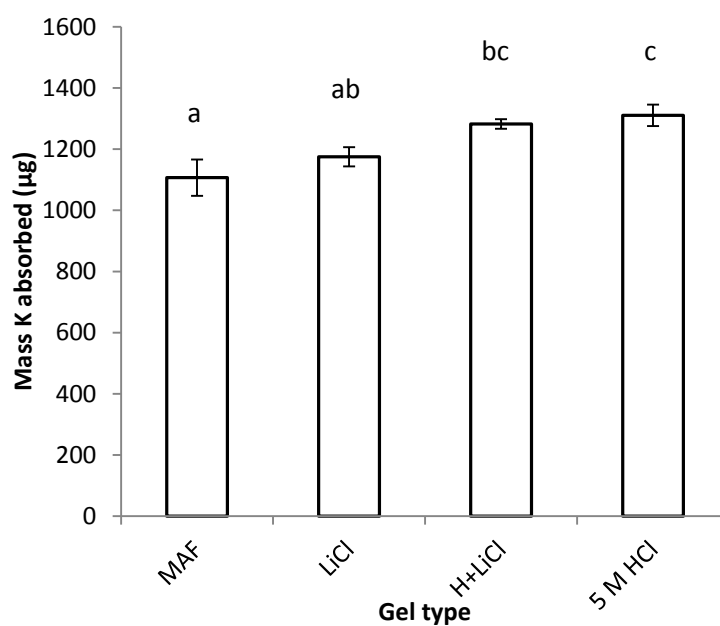 1600
1400
1200
1000
800
600
400
200
0
Mass K absorbed (µg)
a
ab
bc
c
MAF
LiCl
H+LiCl
5 M HCl
Gel type